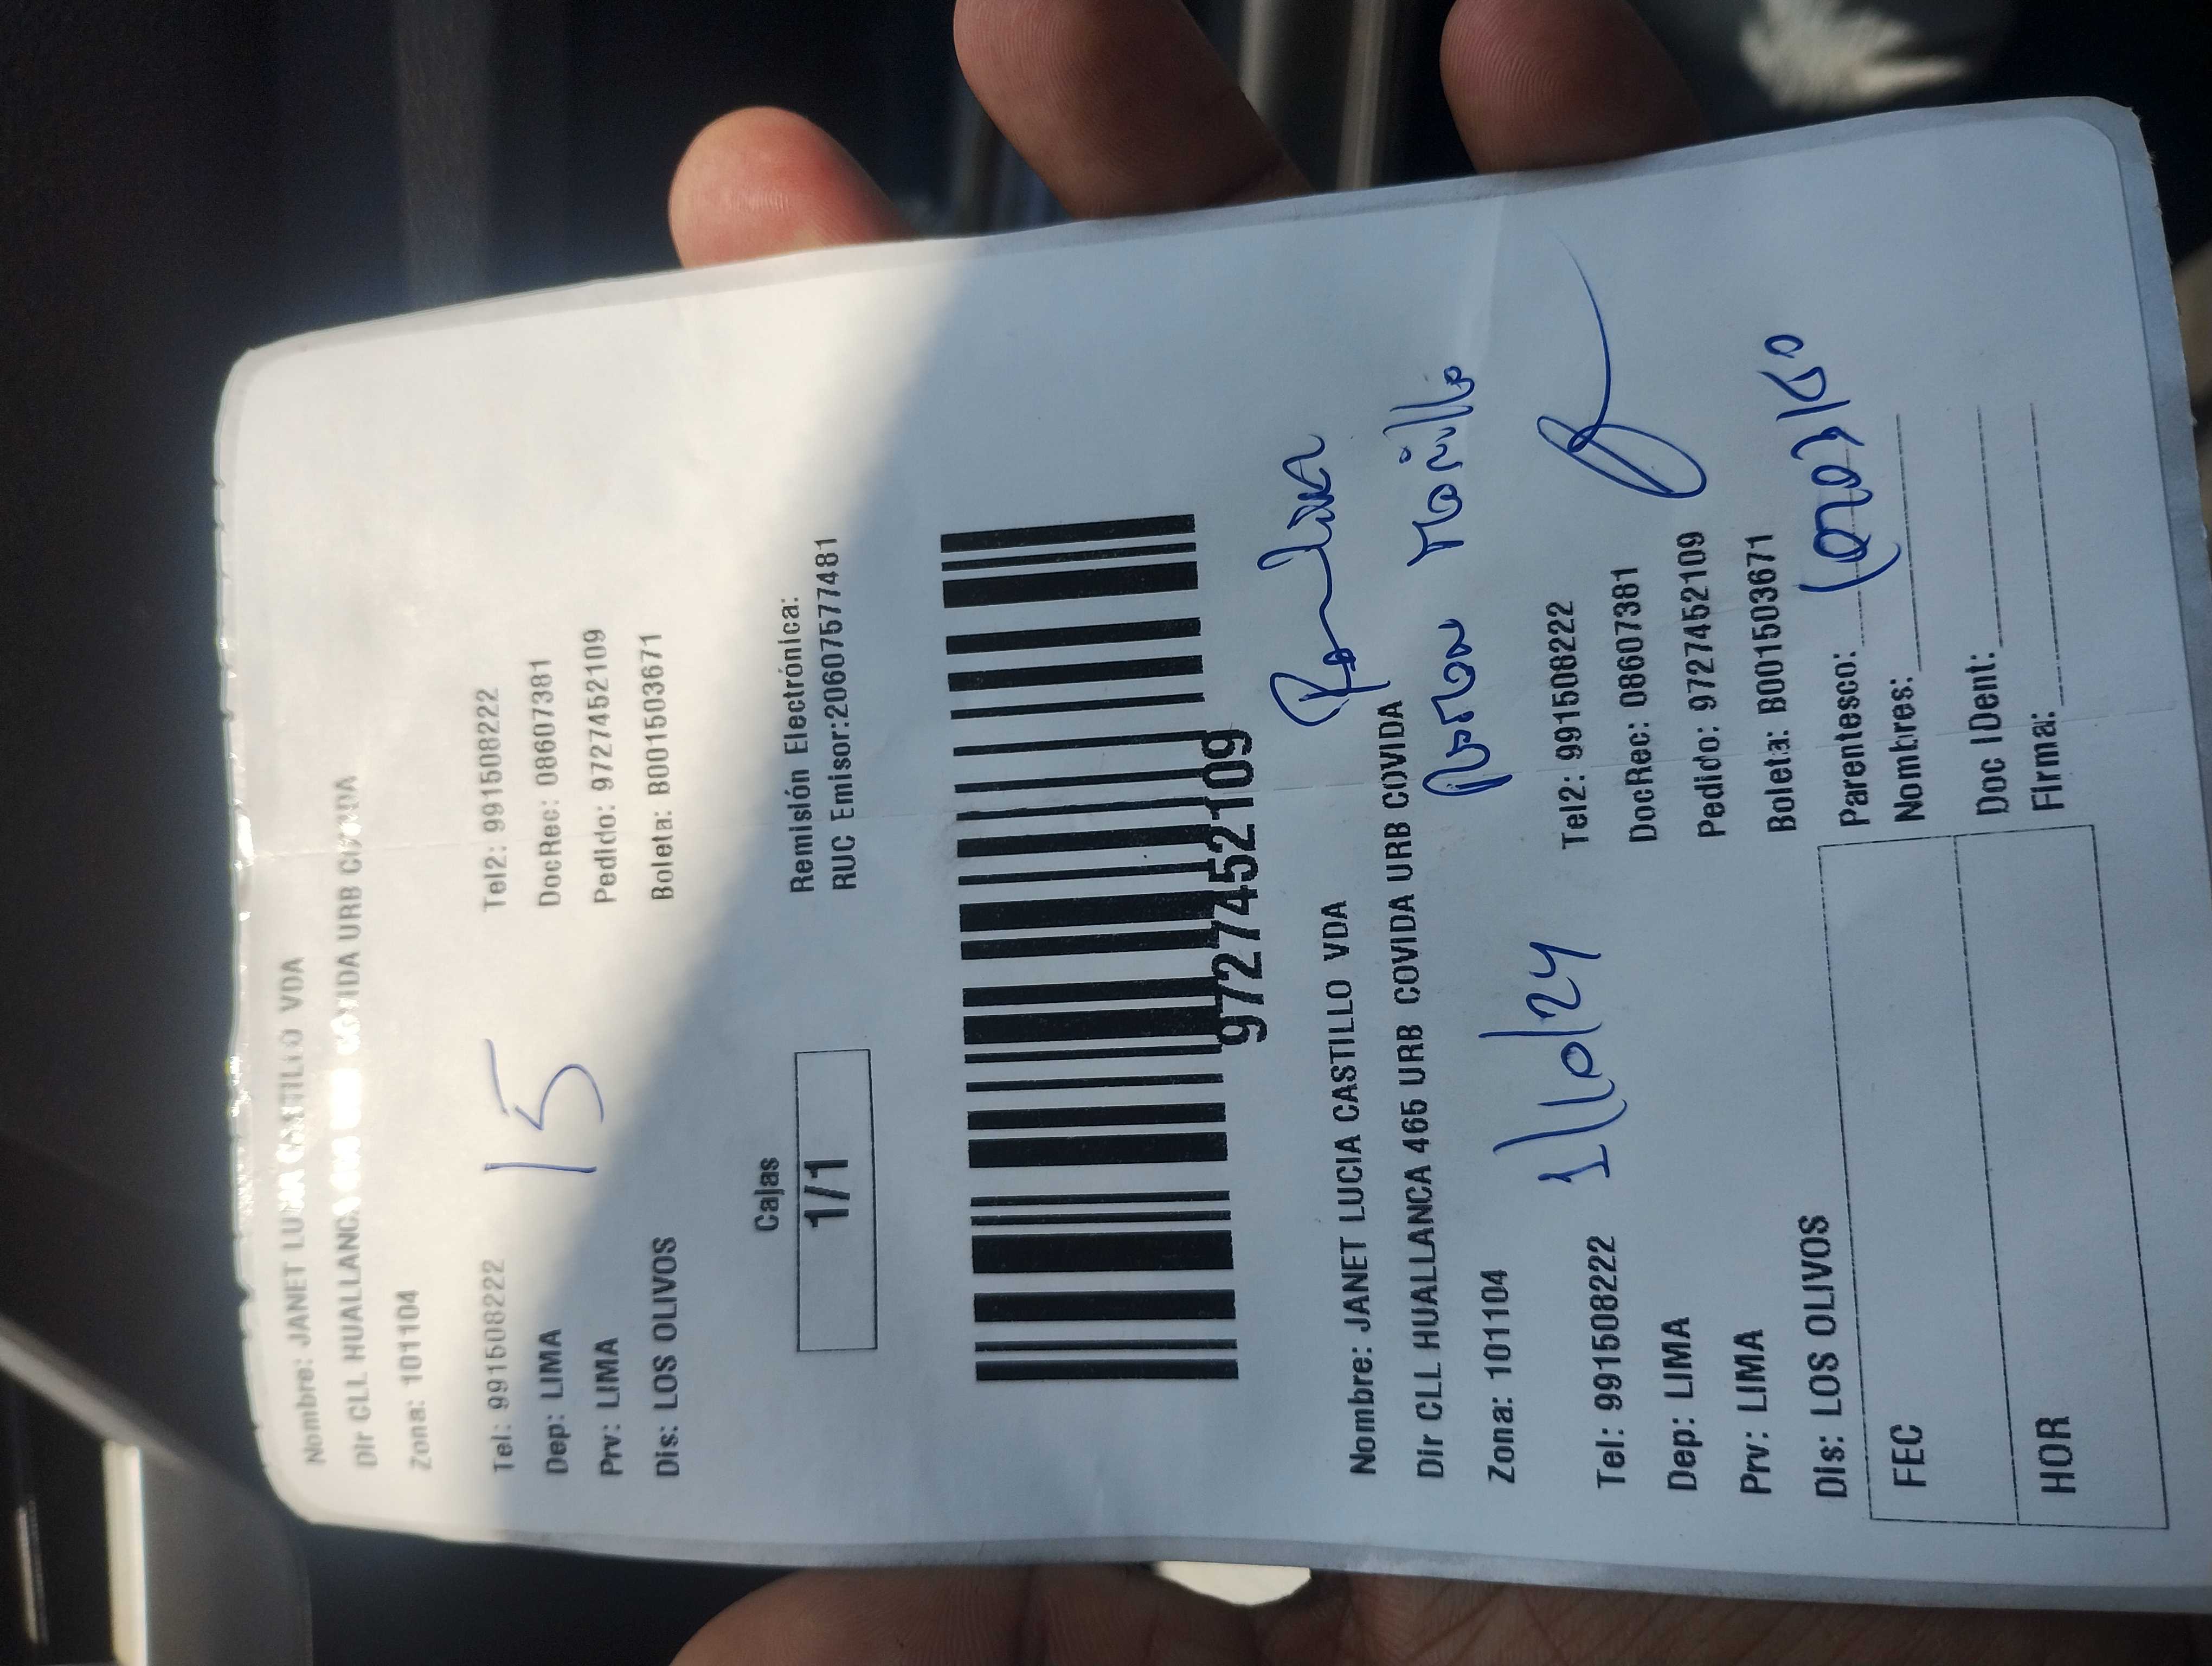 Nombre: JANET LUCIA CASTILLO VDA
Dir CLL HUALLANCA URB COVIDA URB COVIDA
Zona: 101104
Tel: 991508222 Tel2: 991508222
15
Dep: LIMA DocRec: 08607381
Prv: LIMA Pedido: 9727452109
Dis: LOS OLIVOS Boleta: B001503671
Cajas
1/1
Remisión Electrónica:
RUC Emisor:20607577481
9727452109
Nombre: JANET LUCIA CASTILLO VDA
Dir CLL HUALLANCA 465 URB COVIDA URB COVIDA
Zona: 101104
1/10/24
Tel: 991508222 Tel2: 991508222
Dep: LIMA DocRec: 08607381
Prv: LIMA Pedido: 9727452109
Dis: LOS OLIVOS Boleta: B001503671
FEC
HOR
Parentesco:
Nombres:
Doc IDent:
Firma: